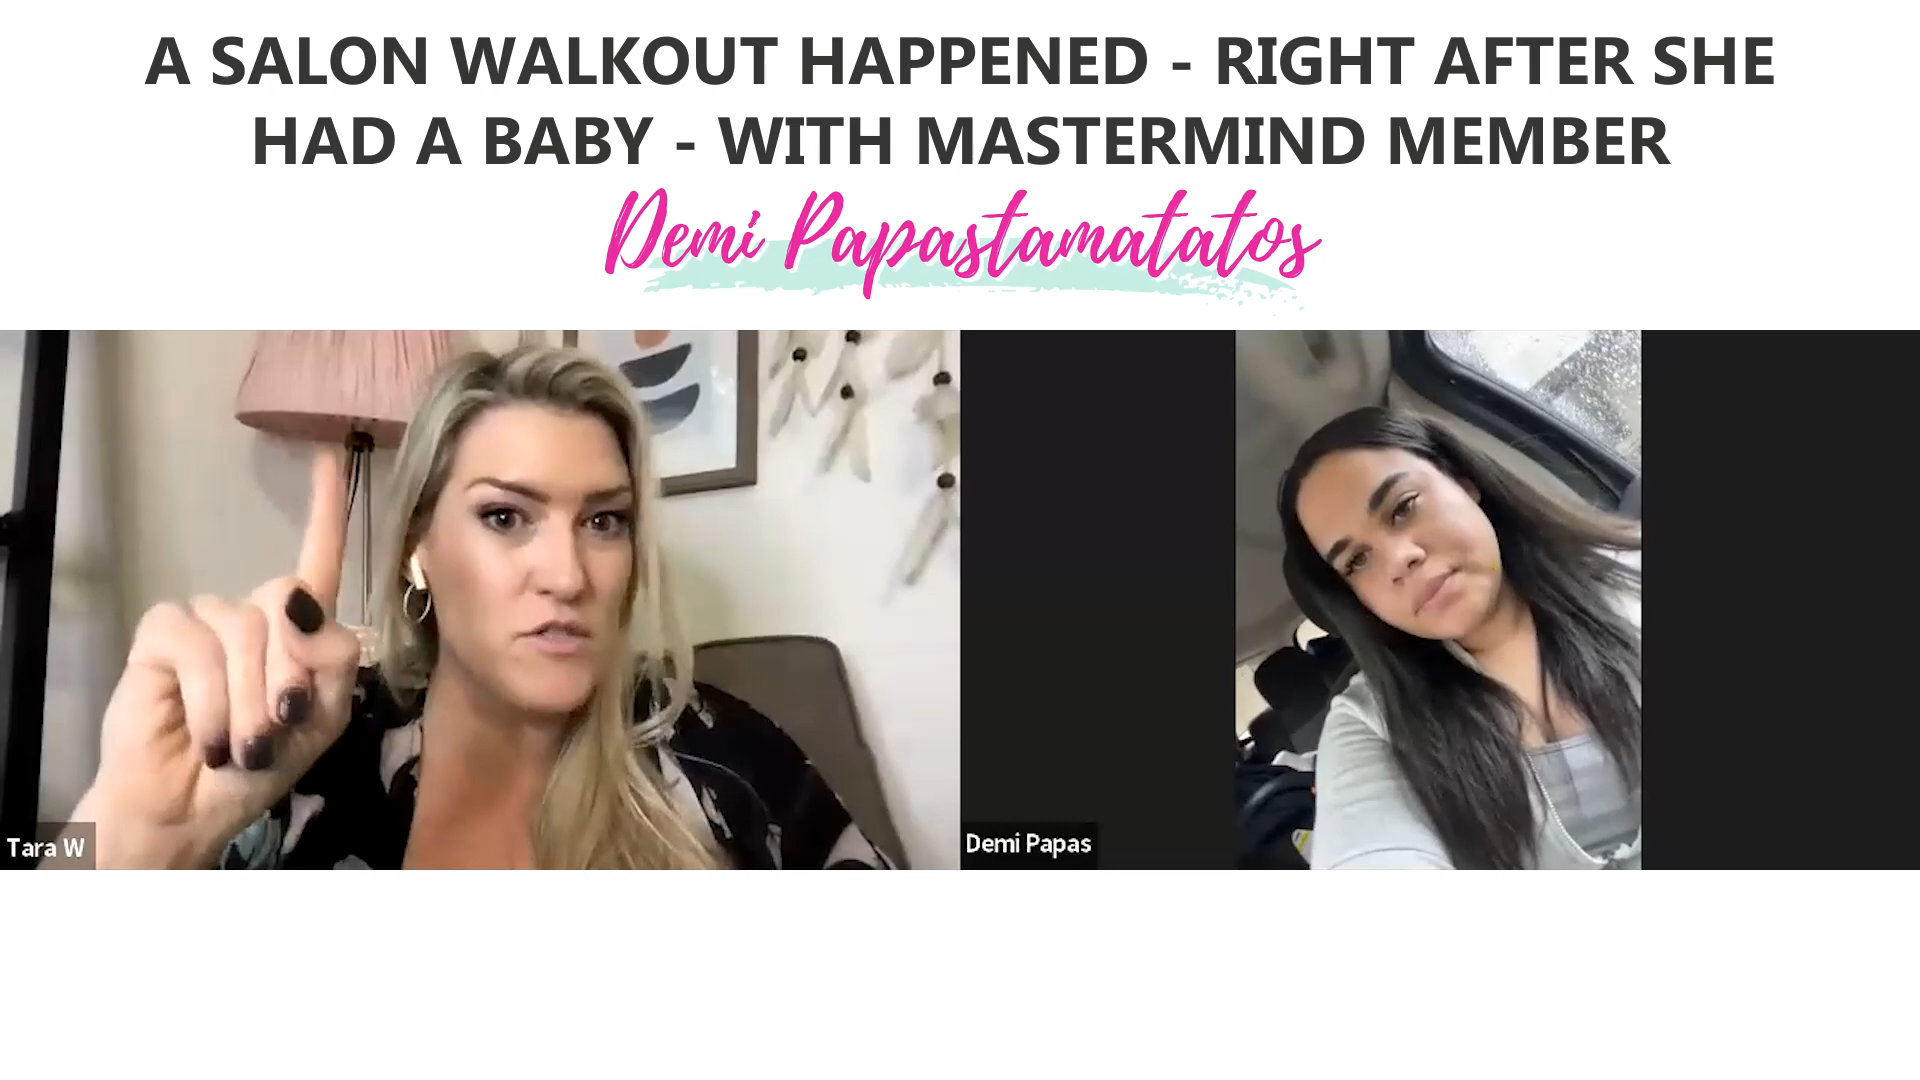 A SALON WALKOUT HAPPENED - RIGHT AFTER SHE
HAD A BABY - WITH MASTERMIND MEMBER
Demi Papastamatatos
Tara W
Demi Papas